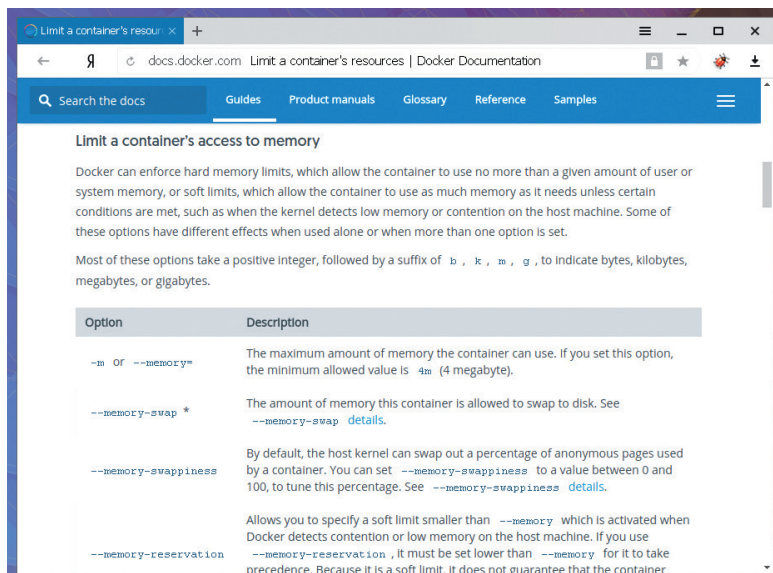 Limit a container's resour
Я docs.docker.com Limit a container's resources | Docker Documentation
Search the docs Guides Product manuals Glossary Reference Samples
Limit a container's access to memory
Docker can enforce hard memory limits, which allow the container to use no more than a given amount of user or
system memory, or soft limits, which allow the container to use as much memory as it needs unless certain
conditions are met, such as when the kernel detects low memory or contention on the host machine. Some of
these options have different effects when used alone or when more than one option is set.
Most of these options take a positive integer, followed by a suffix of b , k , m , g , to indicate bytes, kilobytes,
megabytes, or gigabytes.
Option Description
-m or --memory= The maximum amount of memory the container can use. If you set this option,
the minimum allowed value is 4m (4 megabyte).
--memory-swap * The amount of memory this container is allowed to swap to disk. See
--memory-swap details.
--memory-swappiness By default, the host kernel can swap out a percentage of anonymous pages used
by a container. You can set --memory-swappiness to a value between 0 and
100, to tune this percentage. See --memory-swappiness details.
--memory-reservation Allows you to specify a soft limit smaller than --memory which is activated when
Docker detects contention or low memory on the host machine. If you use
--memory-reservation , it must be set lower than --memory for it to take
precedence. Because it is a soft limit, it does not guarantee that the container